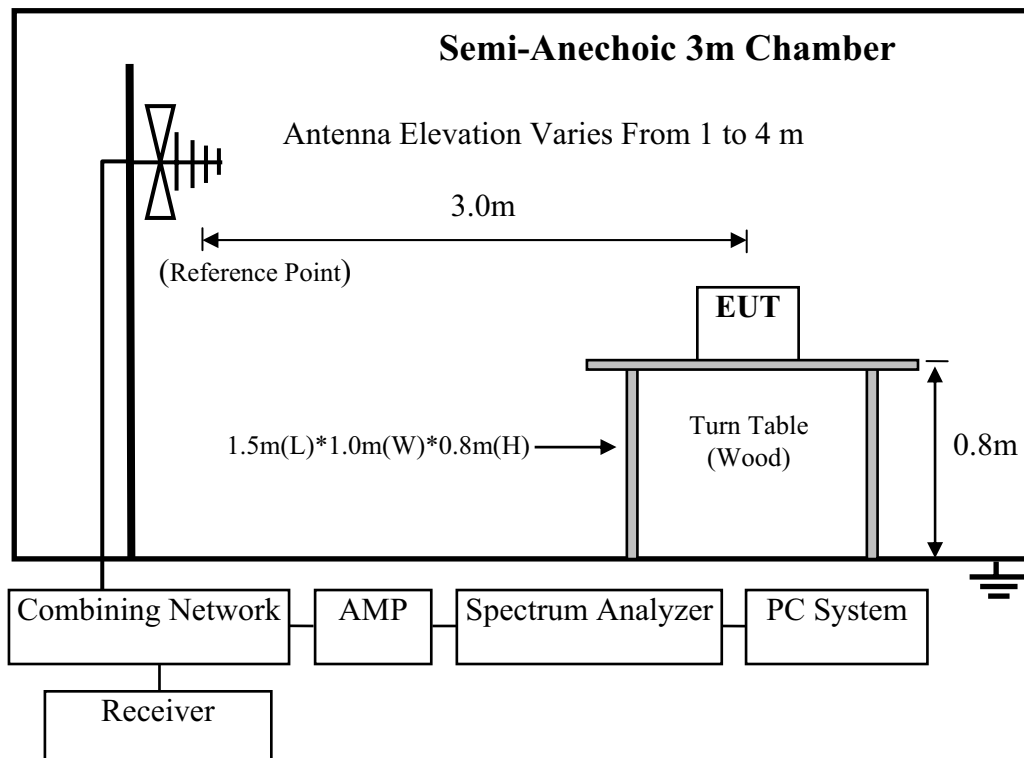 Semi-Anechoic 3m Chamber
Antenna Elevation Varies From 1 to 4 m
3.0m
(Reference Point)
EUT
1.5m(L)*1.0m(W)*0.8m(H)
Turn Table
(Wood)
0.8m
Combining Network
AMP
Spectrum Analyzer
PC System
Receiver